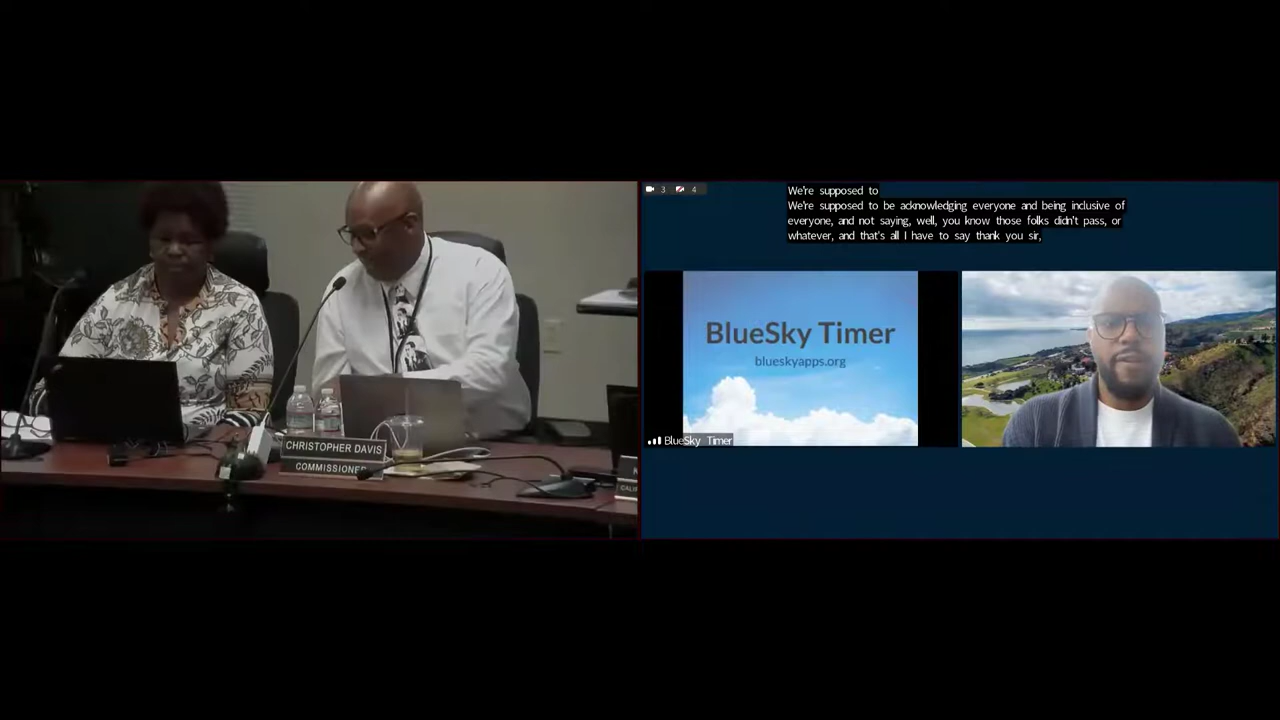 CHRISTOPHER DAVIS
COMMISSIONER
3 4
We're supposed to
We're supposed to be acknowledging everyone and being inclusive of
everyone, and not saying, well, you know those folks didn't pass, or
whatever, and that's all I have to say thank you sir,
BlueSky Timer
blueskyapps.org
BlueSky Timer